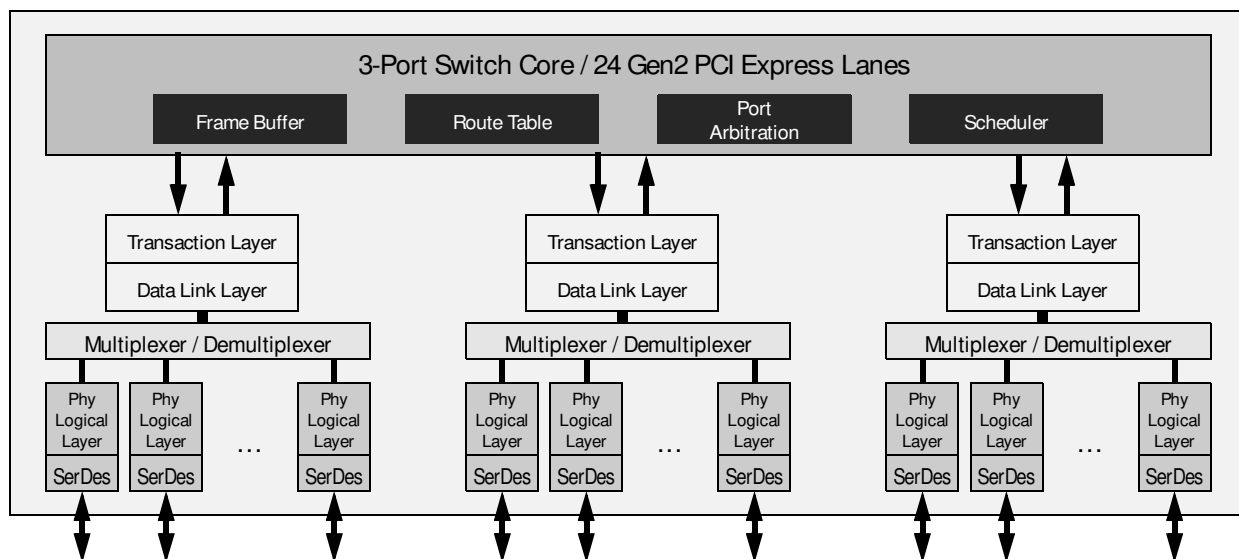 3-Port Switch Core / 24 Gen2 PCI Express Lanes
Frame Buffer
Route Table
Port
Arbitration
Scheduler
Transaction Layer
Data Link Layer
Multiplexer / Demultiplexer
Phy
Logical
Layer
SerDes
Phy
Logical
Layer
SerDes
...
Phy
Logical
Layer
SerDes
Transaction Layer
Data Link Layer
Multiplexer / Demultiplexer
Phy
Logical
Layer
SerDes
Phy
Logical
Layer
SerDes
...
Phy
Logical
Layer
SerDes
Transaction Layer
Data Link Layer
Multiplexer / Demultiplexer
Phy
Logical
Layer
SerDes
Phy
Logical
Layer
SerDes
...
Phy
Logical
Layer
SerDes